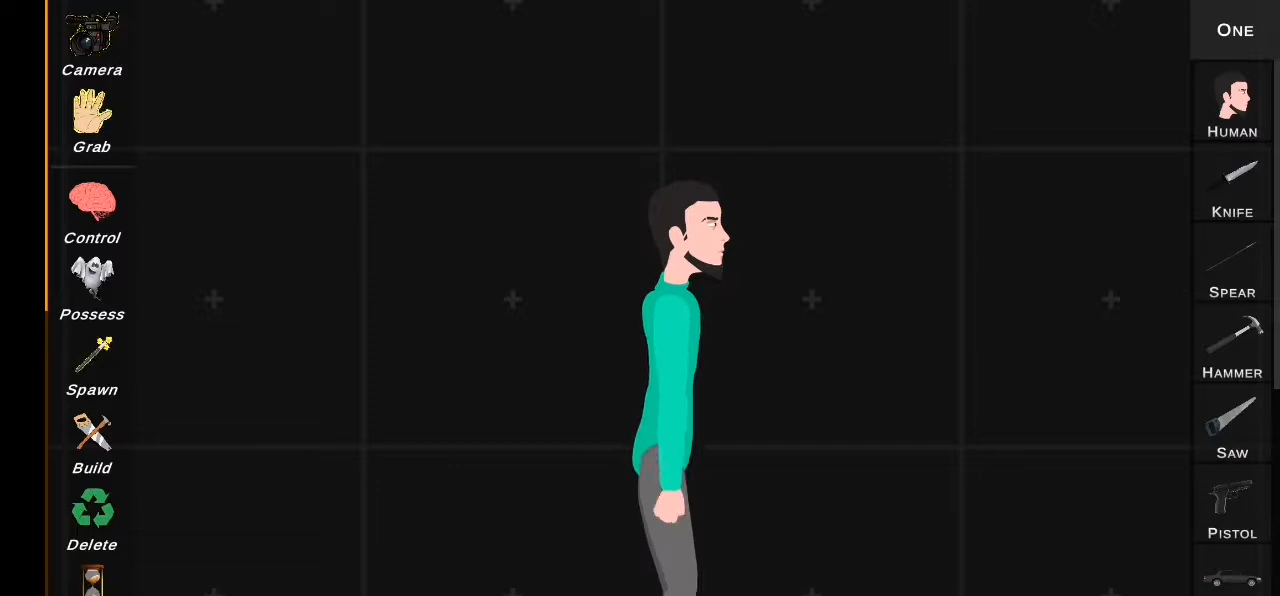 Camera
Grab
Control
Possess
Spawn
Build
Delete
One
Human
Knife
Spear
Hammer
Saw
Pistol